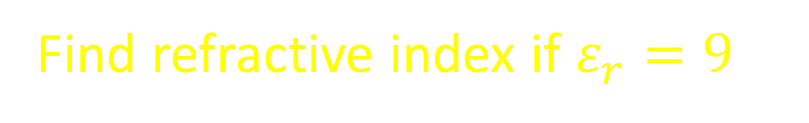 Find refractive index if εᵣ = 9